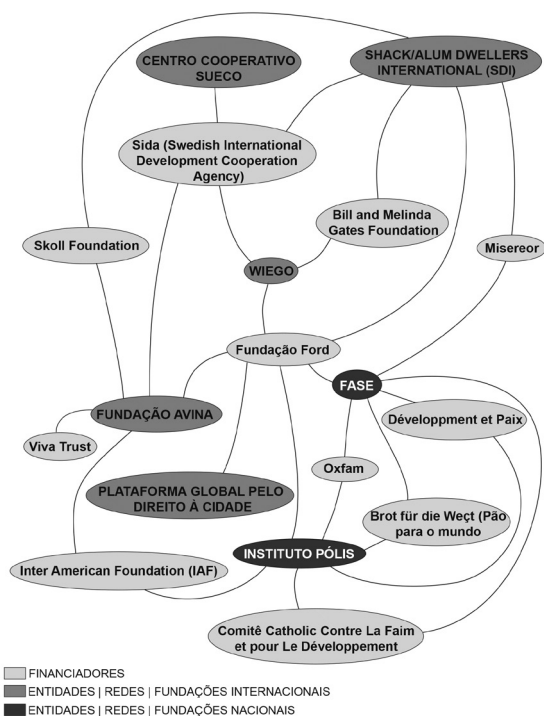 CENTRO COOPERATIVO
SUECO
SHACK/ALUM DWELLERS
INTERNATIONAL (SDI)
Sida (Swedish International
Development Cooperation
Agency)
Bill and Melinda
Gates Foundation
Skoll Foundation
Misereor
WIEGO
Fundação Ford
FASE
FUNDAÇÃO AVINA
Développment et Paix
Viva Trust
Oxfam
PLATAFORMA GLOBAL PELO
DIREITO À CIDADE
Brot für die Weçt (Pão
para o mundo
INSTITUTO PÓLIS
Inter American Foundation (IAF)
Comitê Catholic Contre La Faim
et pour Le Développement
FINANCIADORES
ENTIDADES | REDES | FUNDAÇÕES INTERNACIONAIS
ENTIDADES | REDES | FUNDAÇÕES NACIONAIS